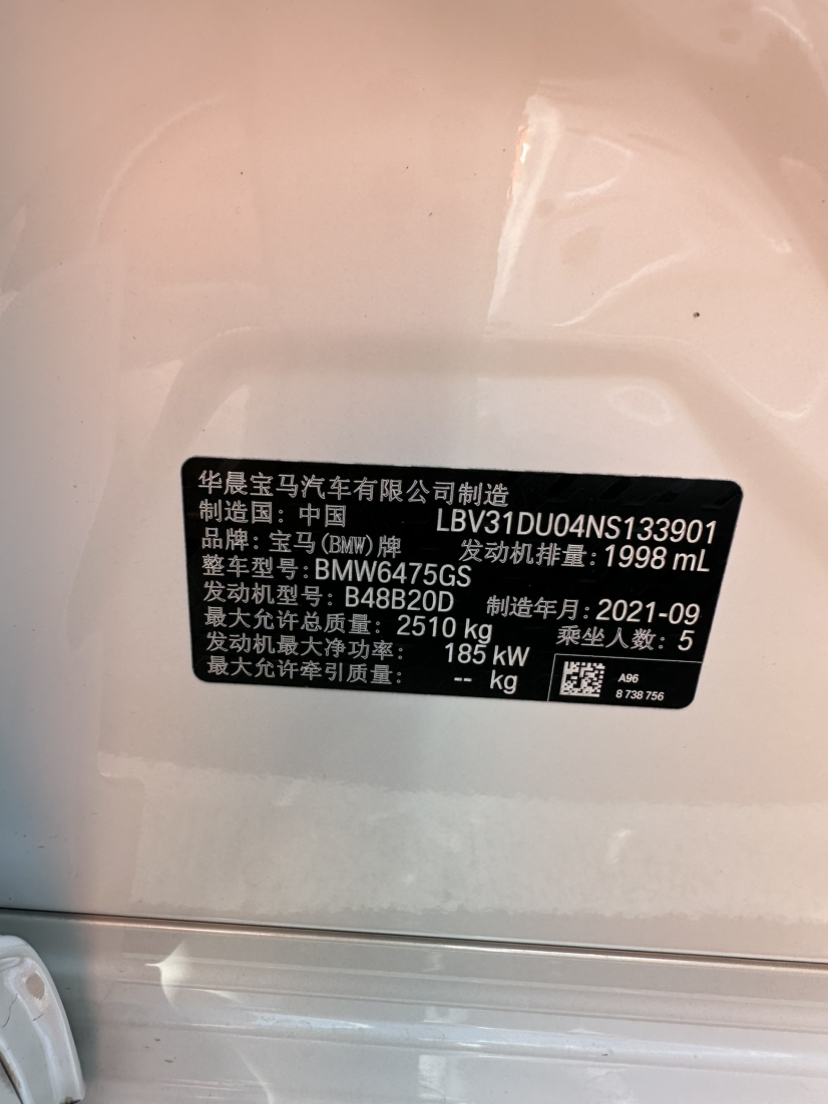 华晨宝马汽车有限公司制造
制造国: 中国 LBV31DU04NS133901
品牌: 宝马(BMW)牌 发动机排量: 1998 mL
整车型号: BMW6475GS
发动机型号: B48B20D 制造年月: 2021-09
最大允许总质量: 2510 kg 乘坐人数: 5
发动机最大净功率: 185 kW
最大允许牵引质量: -- kg
A96
8 738 756